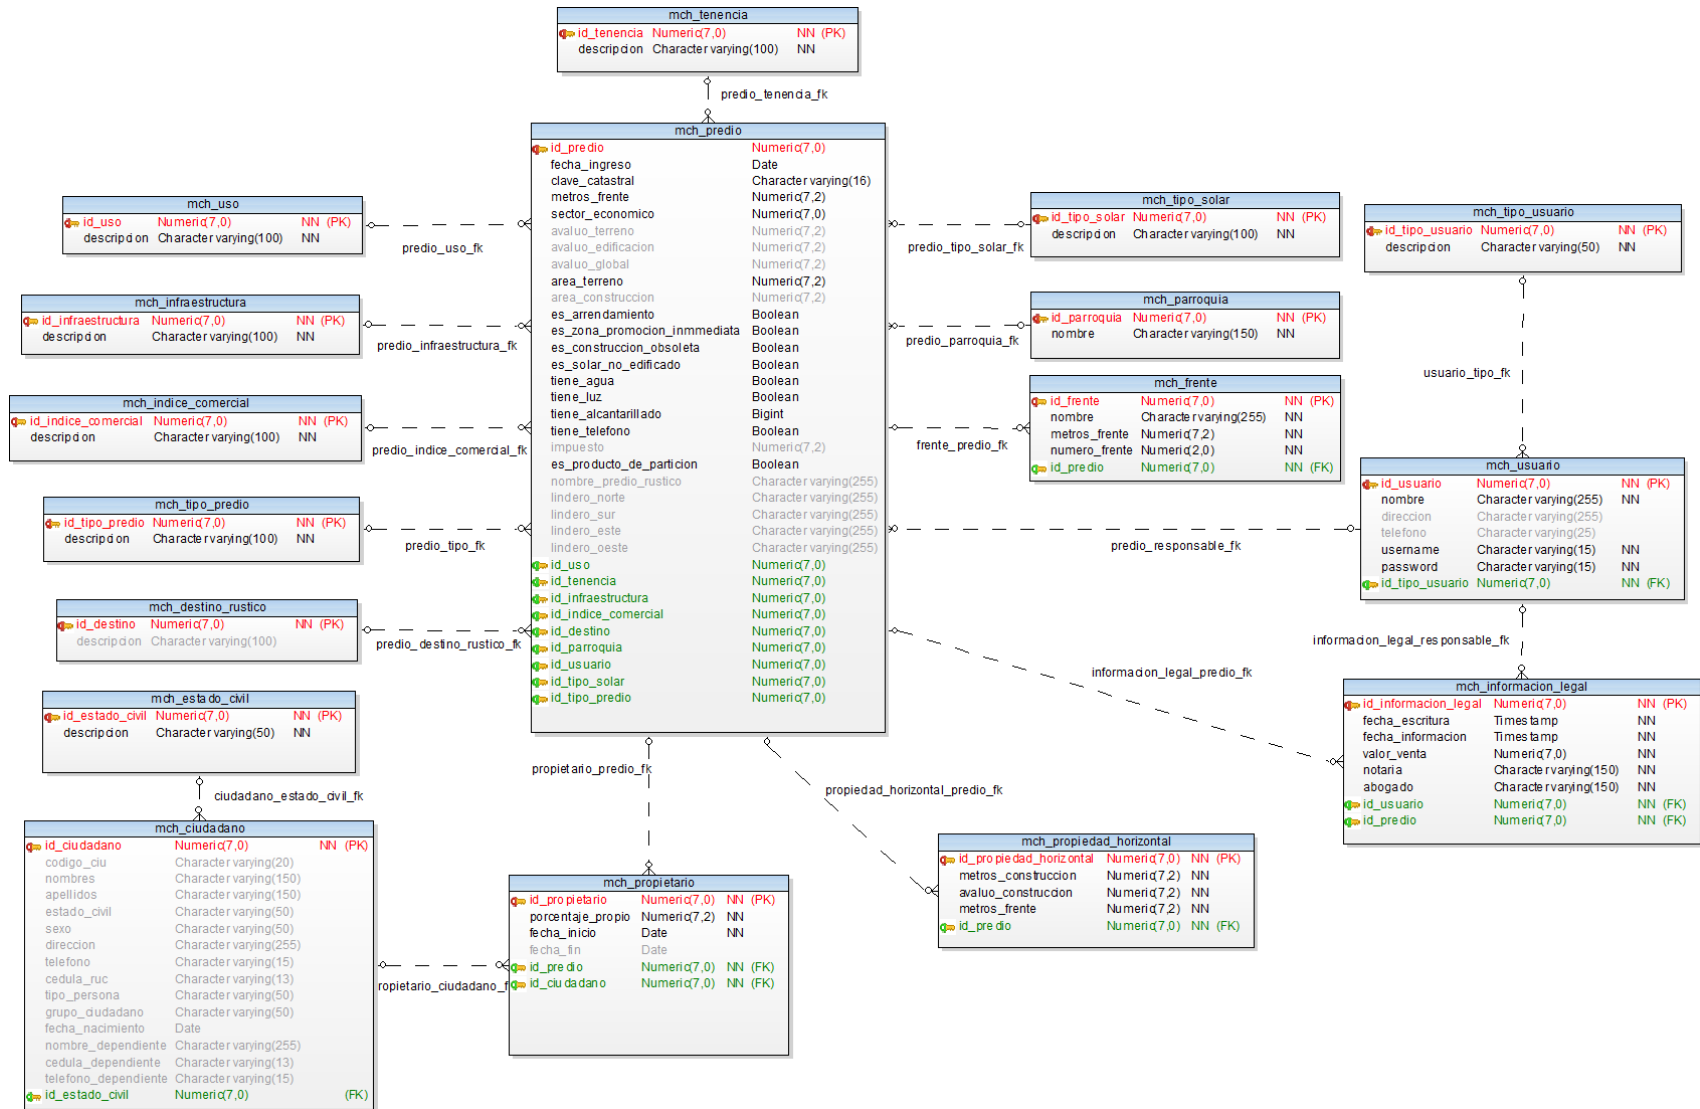 mch_tenencia
id_tenencia Numeric(7,0) NN (PK)
descripcion Character varying(100) NN
predio_tenencia_fk
mch_predio
id_predio Numeric(7,0)
fecha_ingreso Date
clave_catastral Character varying(16)
metros_frente Numeric(7,2)
sector_economico Numeric(7,0)
avaluo_terreno Numeric(7,2)
avaluo_edificacion Numeric(7,2)
avaluo_global Numeric(7,2)
area_terreno Numeric(7,2)
area_construccion Numeric(7,2)
es_arrendamiento Boolean
es_zona_promocion_inmmediata Boolean
es_construccion_obsoleta Boolean
es_solar_no_edificado Boolean
tiene_agua Boolean
tiene_luz Boolean
tiene_alcantarillado Bigint
tiene_telefono Boolean
impuesto Numeric(7,2)
es_producto_de_particion Boolean
nombre_predio_rustico Character varying(255)
lindero_norte Character varying(255)
lindero_sur Character varying(255)
lindero_este Character varying(255)
lindero_oeste Character varying(255)
id_uso Numeric(7,0)
id_tenencia Numeric(7,0)
id_infraestructura Numeric(7,0)
id_indice_comercial Numeric(7,0)
id_destino Numeric(7,0)
id_parroquia Numeric(7,0)
id_usuario Numeric(7,0)
id_tipo_solar Numeric(7,0)
id_tipo_predio Numeric(7,0)
mch_uso
id_uso Numeric(7,0) NN (PK)
descripcion Character varying(100) NN
predio_uso_fk
mch_infraestructura
id_infraestructura Numeric(7,0) NN (PK)
descripcion Character varying(100) NN
predio_infraestructura_fk
mch_indice_comercial
id_indice_comercial Numeric(7,0) NN (PK)
descripcion Character varying(100) NN
predio_indice_comercial_fk
mch_tipo_predio
id_tipo_predio Numeric(7,0) NN (PK)
descripcion Character varying(100) NN
predio_tipo_fk
mch_destino_rustico
id_destino Numeric(7,0) NN (PK)
descripcion Character varying(100)
predio_destino_rustico_fk
mch_estado_civil
id_estado_civil Numeric(7,0) NN (PK)
descripcion Character varying(50) NN
ciudadano_estado_civil_fk
mch_ciudadano
id_ciudadano Numeric(7,0) NN (PK)
codigo_ciu Character varying(20)
nombres Character varying(150)
apellidos Character varying(150)
estado_civil Character varying(50)
sexo Character varying(50)
direccion Character varying(255)
telefono Character varying(15)
cedula_ruc Character varying(13)
tipo_persona Character varying(50)
grupo_ciudadano Character varying(50)
fecha_nacimiento Date
nombre_dependiente Character varying(255)
cedula_dependiente Character varying(13)
telefono_dependiente Character varying(15)
id_estado_civil Numeric(7,0) (FK)
ropietario_ciudadano_f
propietario_predio_fk
mch_propietario
id_propietario Numeric(7,0) NN (PK)
porcentaje_propio Numeric(7,2) NN
fecha_inicio Date NN
fecha_fin Date
id_predio Numeric(7,0) NN (FK)
id_ciudadano Numeric(7,0) NN (FK)
propiedad_horizontal_predio_fk
mch_propiedad_horizontal
id_propiedad_horizontal Numeric(7,0) NN (PK)
metros_construccion Numeric(7,2) NN
avaluo_construccion Numeric(7,2) NN
metros_frente Numeric(7,2) NN
id_predio Numeric(7,0) NN (FK)
mch_tipo_solar
id_tipo_solar Numeric(7,0) NN (PK)
descripcion Character varying(100) NN
predio_tipo_solar_fk
mch_parroquia
id_parroquia Numeric(7,0) NN (PK)
nombre Character varying(150) NN
predio_parroquia_fk
mch_frente
id_frente Numeric(7,0) NN (PK)
nombre Character varying(255) NN
metros_frente Numeric(7,2) NN
numero_frente Numeric(2,0) NN
id_predio Numeric(7,0) NN (FK)
frente_predio_fk
predio_responsable_fk
mch_tipo_usuario
id_tipo_usuario Numeric(7,0) NN (PK)
descripcion Character varying(50) NN
usuario_tipo_fk
mch_usuario
id_usuario Numeric(7,0) NN (PK)
nombre Character varying(255) NN
direccion Character varying(255)
telefono Character varying(25)
username Character varying(15) NN
password Character varying(15) NN
id_tipo_usuario Numeric(7,0) NN (FK)
informacion_legal_responsable_fk
informacion_legal_predio_fk
mch_informacion_legal
id_informacion_legal Numeric(7,0) NN (PK)
fecha_escritura Timestamp NN
fecha_informacion Timestamp NN
valor_venta Numeric(7,0) NN
notaria Character varying(150) NN
abogado Character varying(150) NN
id_usuario Numeric(7,0) NN (FK)
id_predio Numeric(7,0) NN (FK)